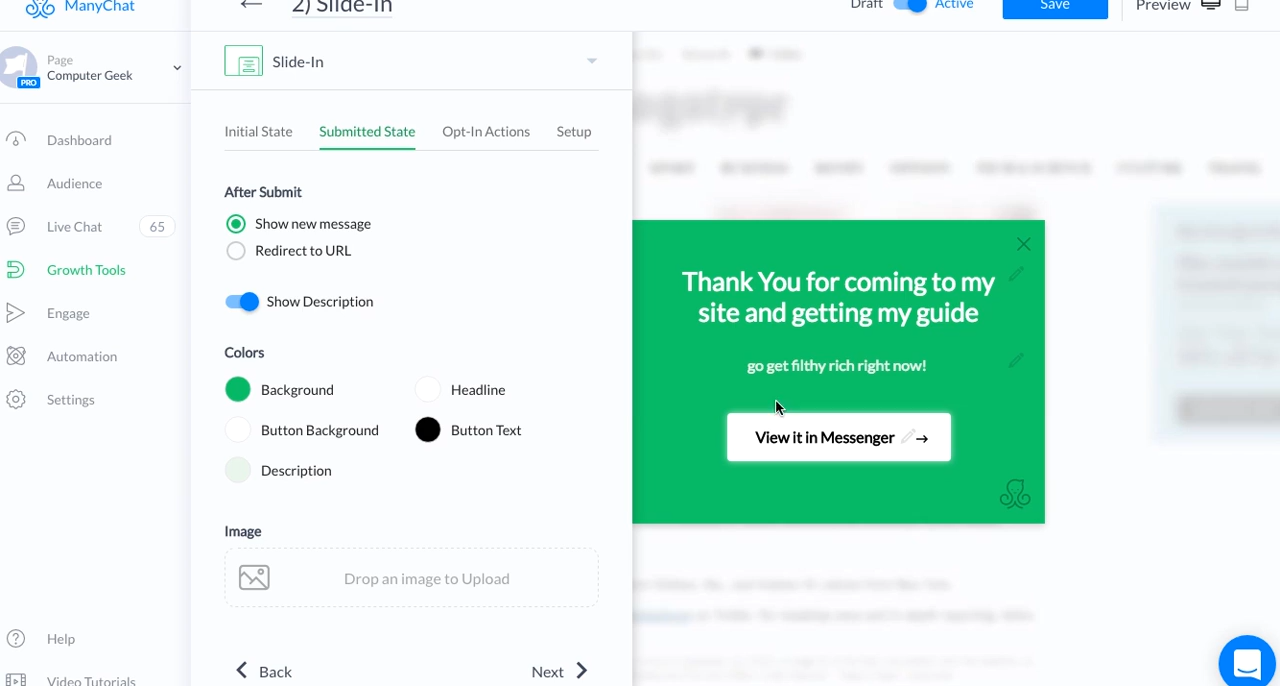 ManyChat
2) Slide-In
Draft
Active
Save
Preview
Page
Computer Geek
PRO
Dashboard
Audience
Live Chat
65
Growth Tools
Engage
Automation
Settings
Help
Video Tutorials
Slide-In
Initial State
Submitted State
Opt-In Actions
Setup
After Submit
Show new message
Redirect to URL
Show Description
Colors
Background
Headline
Button Background
Button Text
Description
Image
Drop an image to Upload
Back
Next
Thank You for coming to my
site and getting my guide
go get filthy rich right now!
View it in Messenger